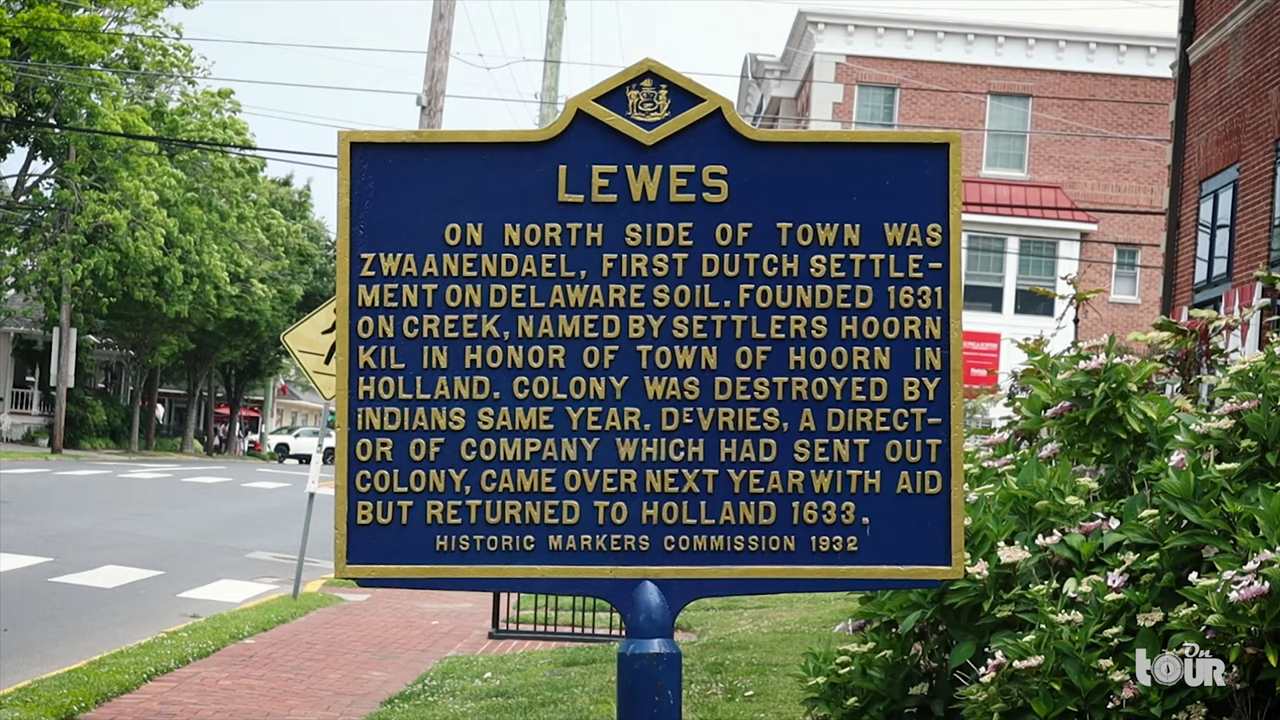 LEWES
ON NORTH SIDE OF TOWN WAS
ZWAANENDAEL, FIRST DUTCH SETTLE-
MENT ON DELAWARE SOIL. FOUNDED 1631
ON CREEK, NAMED BY SETTLERS HOORN
KIL IN HONOR OF TOWN OF HOORN IN
HOLLAND. COLONY WAS DESTROYED BY
INDIANS SAME YEAR. DEVRIES, A DIRECT-
OR OF COMPANY WHICH HAD SENT OUT
COLONY, CAME OVER NEXT YEAR WITH AID
BUT RETURNED TO HOLLAND 1633.
HISTORIC MARKERS COMMISSION 1932
On
tOUR